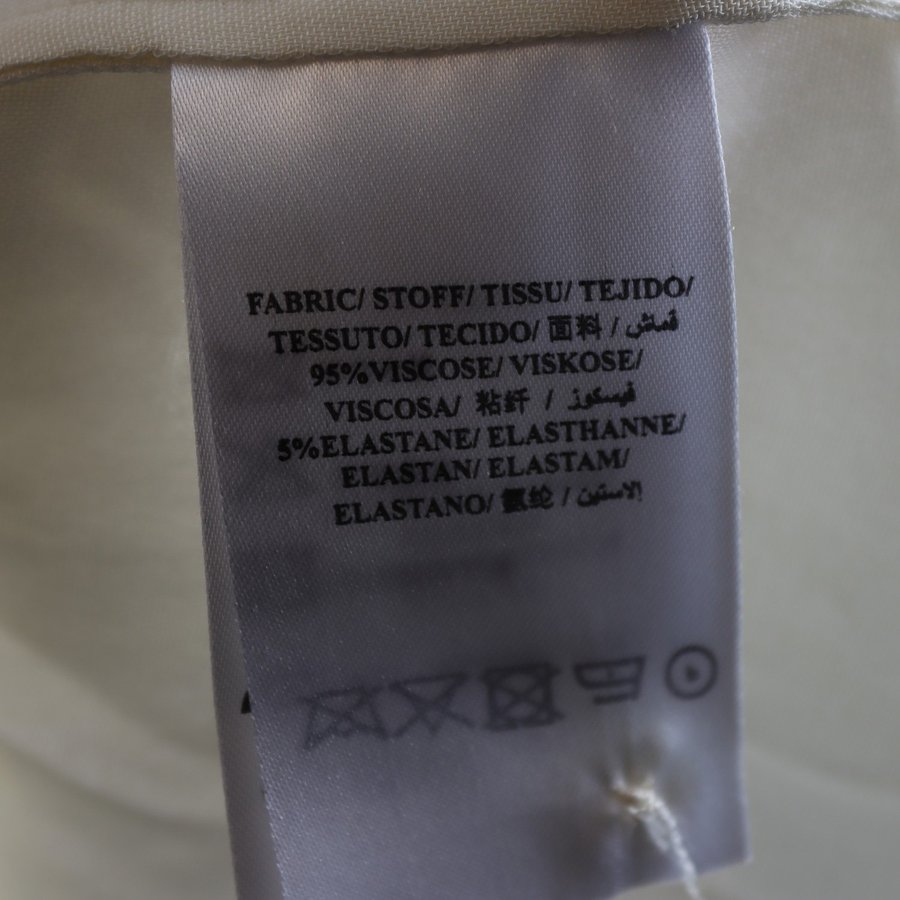 FABRIC/ STOFF/ TISSU/ TEJIDO/
TESSUTO/ TECIDO/ 面料 / قماش
95%VISCOSE/ VISKOSE/
VISCOSA/ 粘纤 / فيسكوز
5%ELASTANE/ ELASTHANNE/
ELASTAN/ ELASTAM/
ELASTANO/ 氨纶 / الاستين